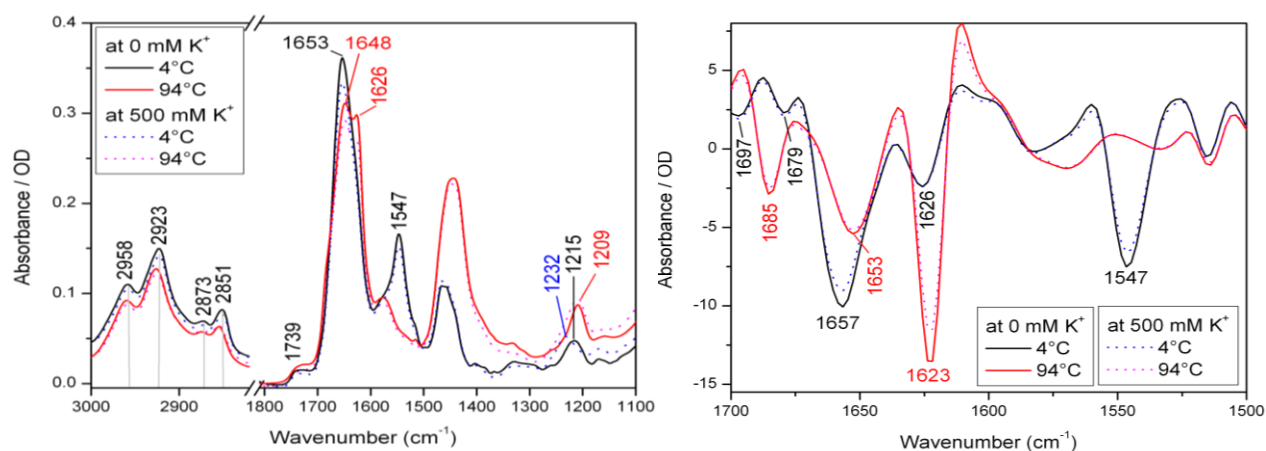 0.4
0.3
0.2
0.1
0.0
Absorbance / OD
at 0 mM K+
4°C
94°C
at 500 mM K+
4°C
94°C
1653
1648
1626
1547
2958
2923
2873
2851
1739
1232
1215
1209
3000
2900
1800
1700
1600
1500
1400
1300
1200
1100
Wavenumber (cm-1)
5
0
-5
-10
-15
Absorbance / OD
1697
1679
1685
1657
1653
1626
1623
1547
at 0 mM K+
4°C
94°C
at 500 mM K+
4°C
94°C
1700
1650
1600
1550
1500
Wavenumber (cm-1)